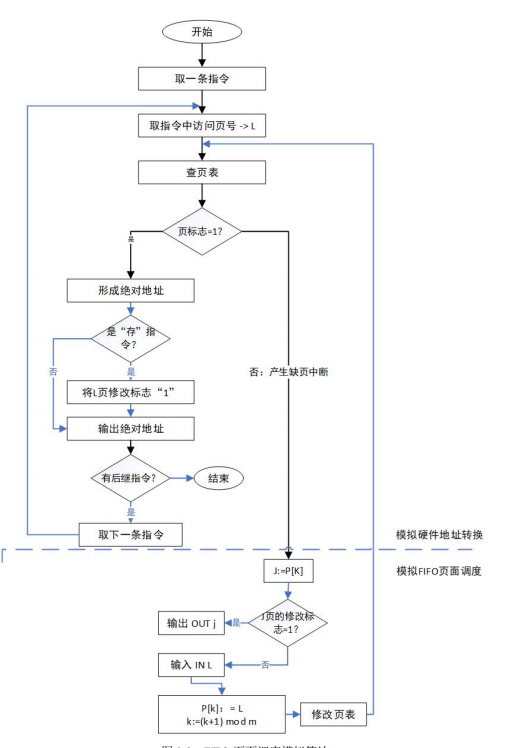 开始
取一条指令
取指令中访问页号 -> L
查页表
页标志=1?
是
形成绝对地址
是“存”指
令?
否
是
否：产生缺页中断
将L页修改标志“1”
输出绝对地址
有后继指令?
结束
是
取下一条指令
模拟硬件地址转换
模拟FIFO页面调度
J:=P[K]
J页的修改标
志=1?
输出 OUT j
是
输入 IN L
否
P[k]：= L
k:=(k+1) mod m
修改页表